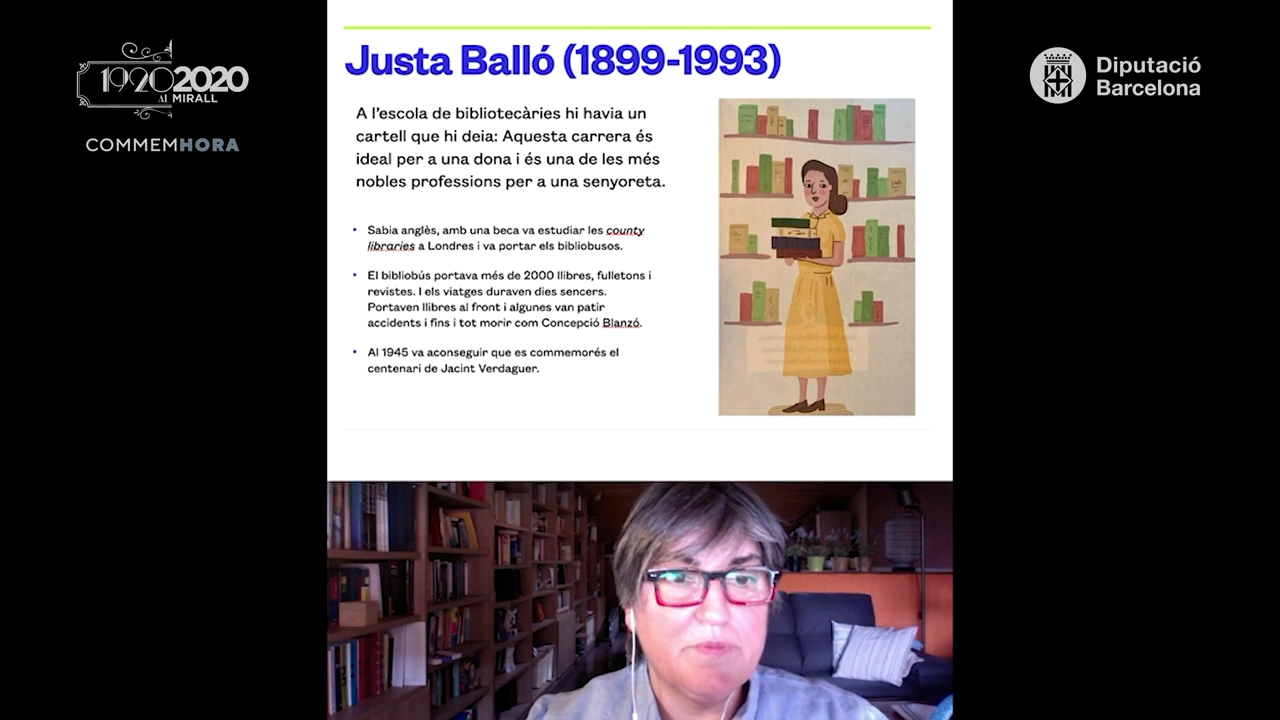 1920 2020
AL MIRALL
COMMEMHORA
Justa Balló (1899-1993)
A l'escola de bibliotecàries hi havia un
cartell que hi deia: Aquesta carrera és
ideal per a una dona i és una de les més
nobles professions per a una senyoreta.
• Sabia anglès, amb una beca va estudiar les county
libraries a Londres i va portar els bibliobusos.
• El bibliobús portava més de 2000 llibres, fulletons i
revistes. I els viatges duraven dies sencers.
Portaven llibres al front i algunes van patir
accidents i fins i tot morir com Concepció Blanzó.
• Al 1945 va aconseguir que es commemorés el
centenari de Jacint Verdaguer.
Diputació
Barcelona